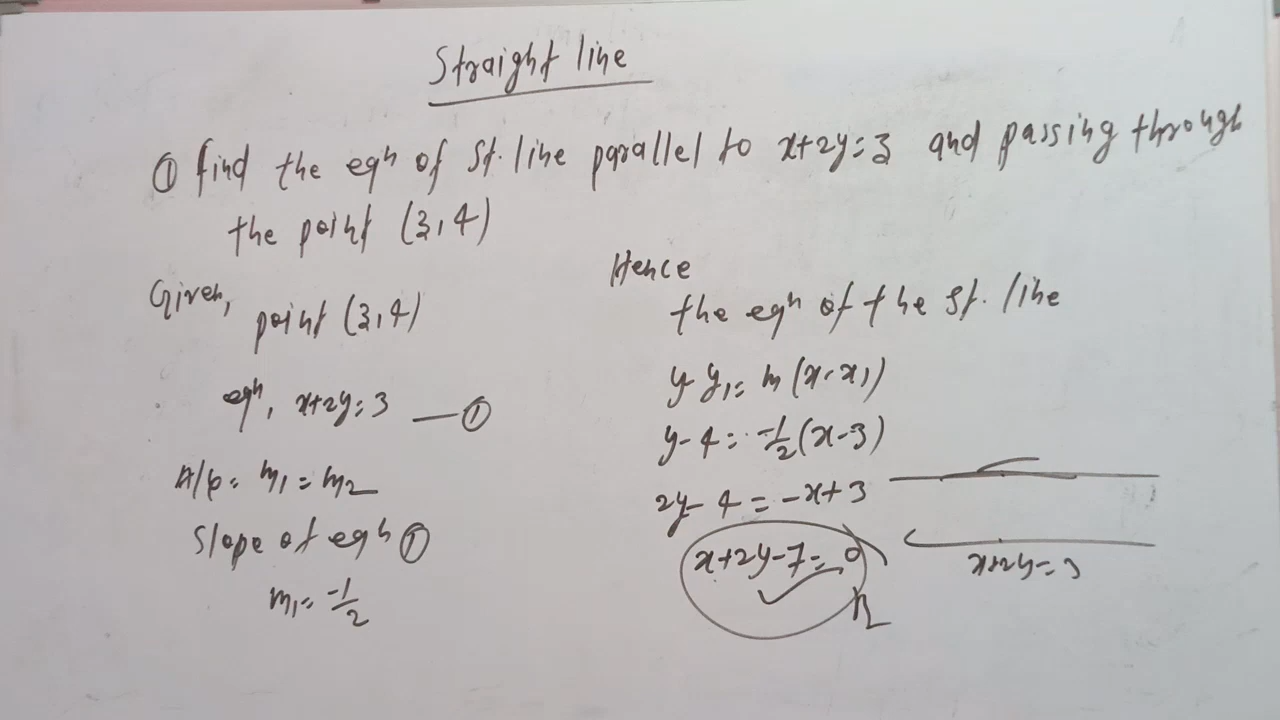 Straight line
① find the eqn of St. line parallel to x+2y=3 and passing through
the point (3,4)
Given,
point (3,4)
eqn, x+2y=3 — ①
A/Q= m1 = m2
Slope of eqn ①
m1= -1/2
Hence
the eqn of the St. line
y-y1= m(x-x1)
y-4= -1/2(x-3)
2y-4=-x+3
x+2y-7=0
x+2y=3